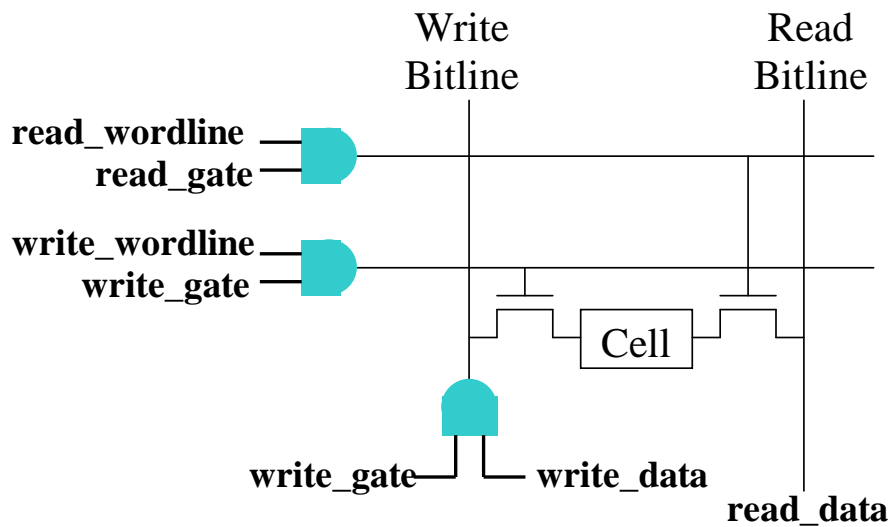 Write
Bitline
Read
Bitline
read_wordline
read_gate
write_wordline
write_gate
Cell
write_gate
write_data
read_data